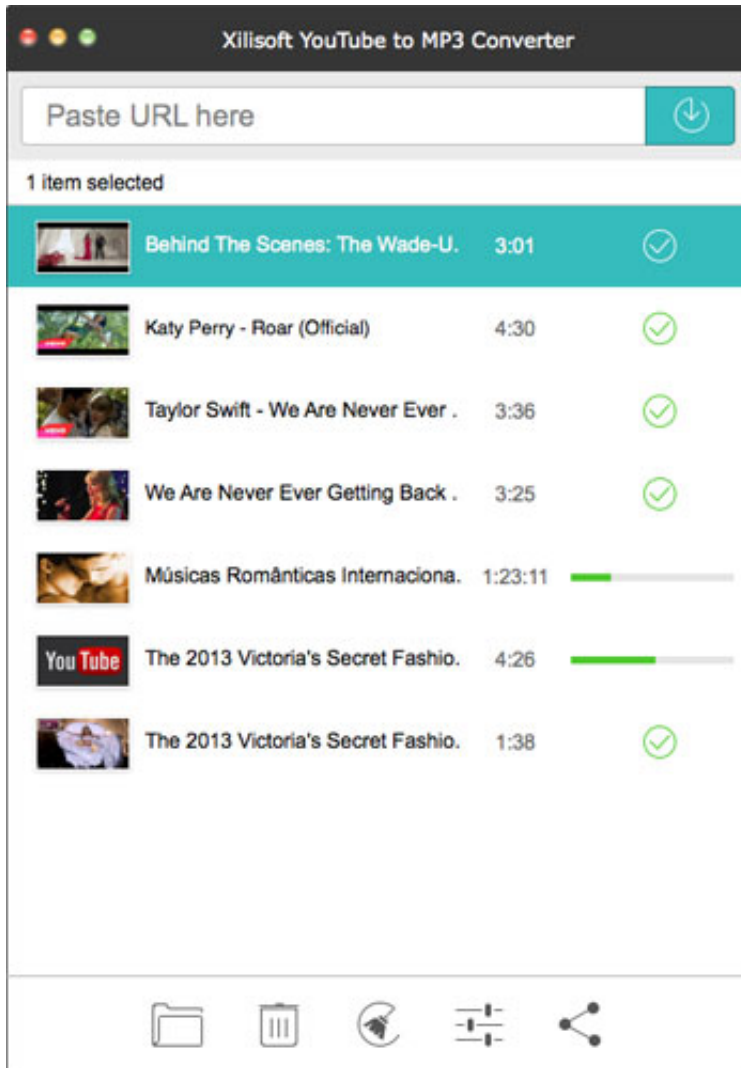 Xilisoft YouTube to MP3 Converter
Paste URL here
1 item selected
Behind The Scenes: The Wade-U. 3:01
Katy Perry - Roar (Official) 4:30
Taylor Swift - We Are Never Ever . 3:36
We Are Never Ever Getting Back . 3:25
Músicas Românticas Internaciona. 1:23:11
You Tube
The 2013 Victoria's Secret Fashio. 4:26
The 2013 Victoria's Secret Fashio. 1:38